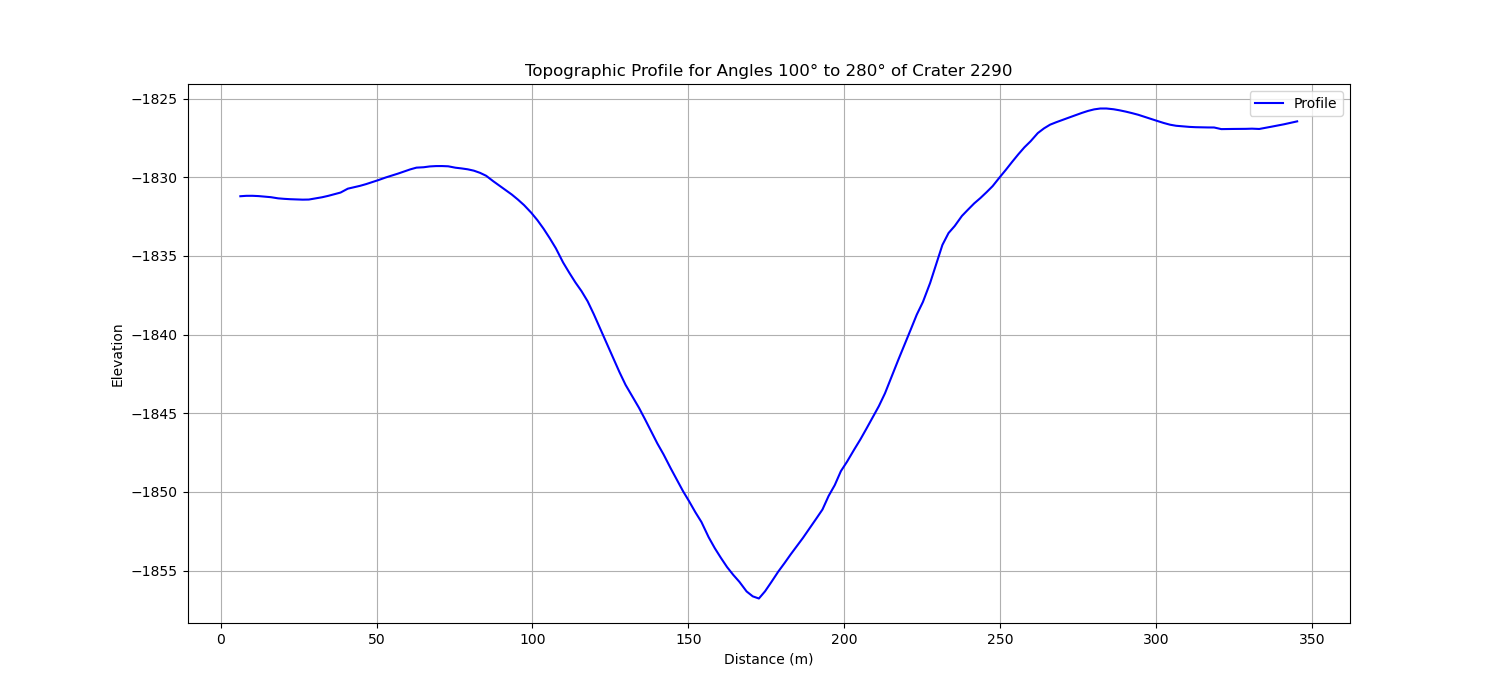 Topographic Profile for Angles 100° to 280° of Crater 2290
Profile
−1825
−1830
−1835
−1840
−1845
−1850
−1855
Elevation
0 50 100 150 200 250 300 350
Distance (m)